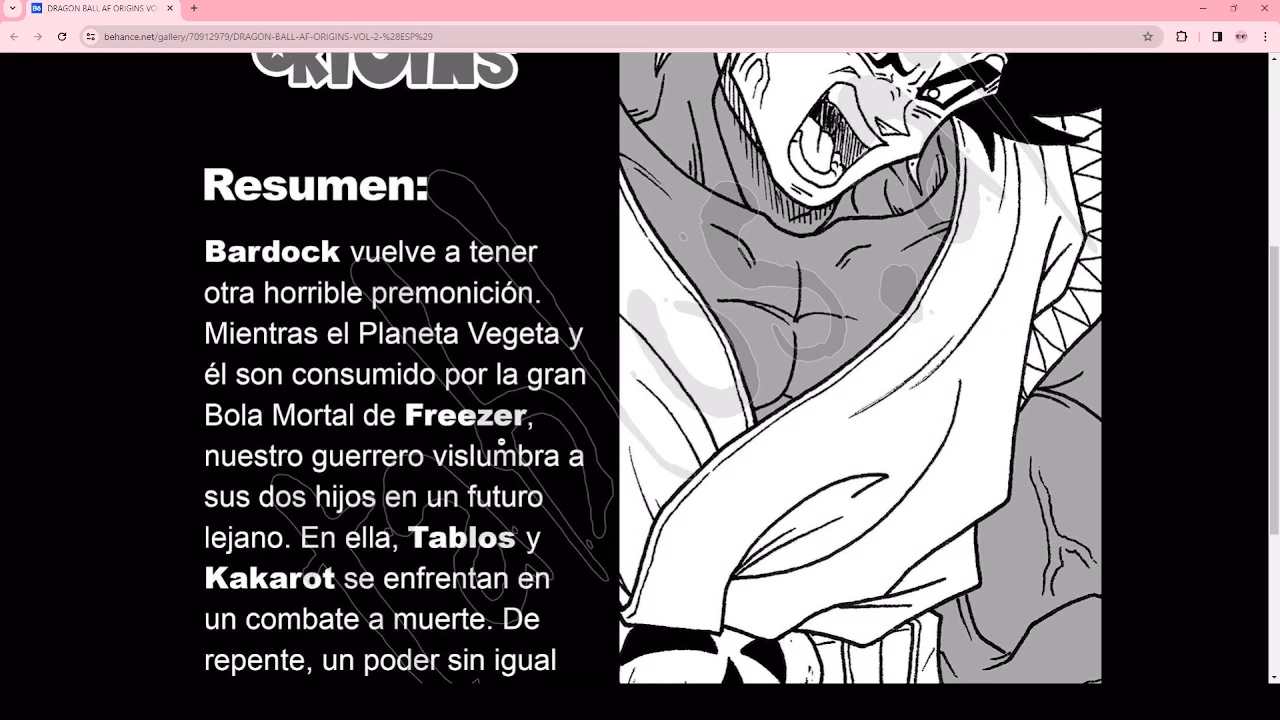 DRAGON BALL AF ORIGINS VO
behance.net/gallery/70912979/DRAGON-BALL-AF-ORIGINS-VOL-2-%28ESP%29
ORIGINS
Resumen:
Bardock vuelve a tener
otra horrible premonición.
Mientras el Planeta Vegeta y
él son consumido por la gran
Bola Mortal de Freezer,
nuestro guerrero vislumbra a
sus dos hijos en un futuro
lejano. En ella, Tablos y
Kakarot se enfrentan en
un combate a muerte. De
repente, un poder sin igual